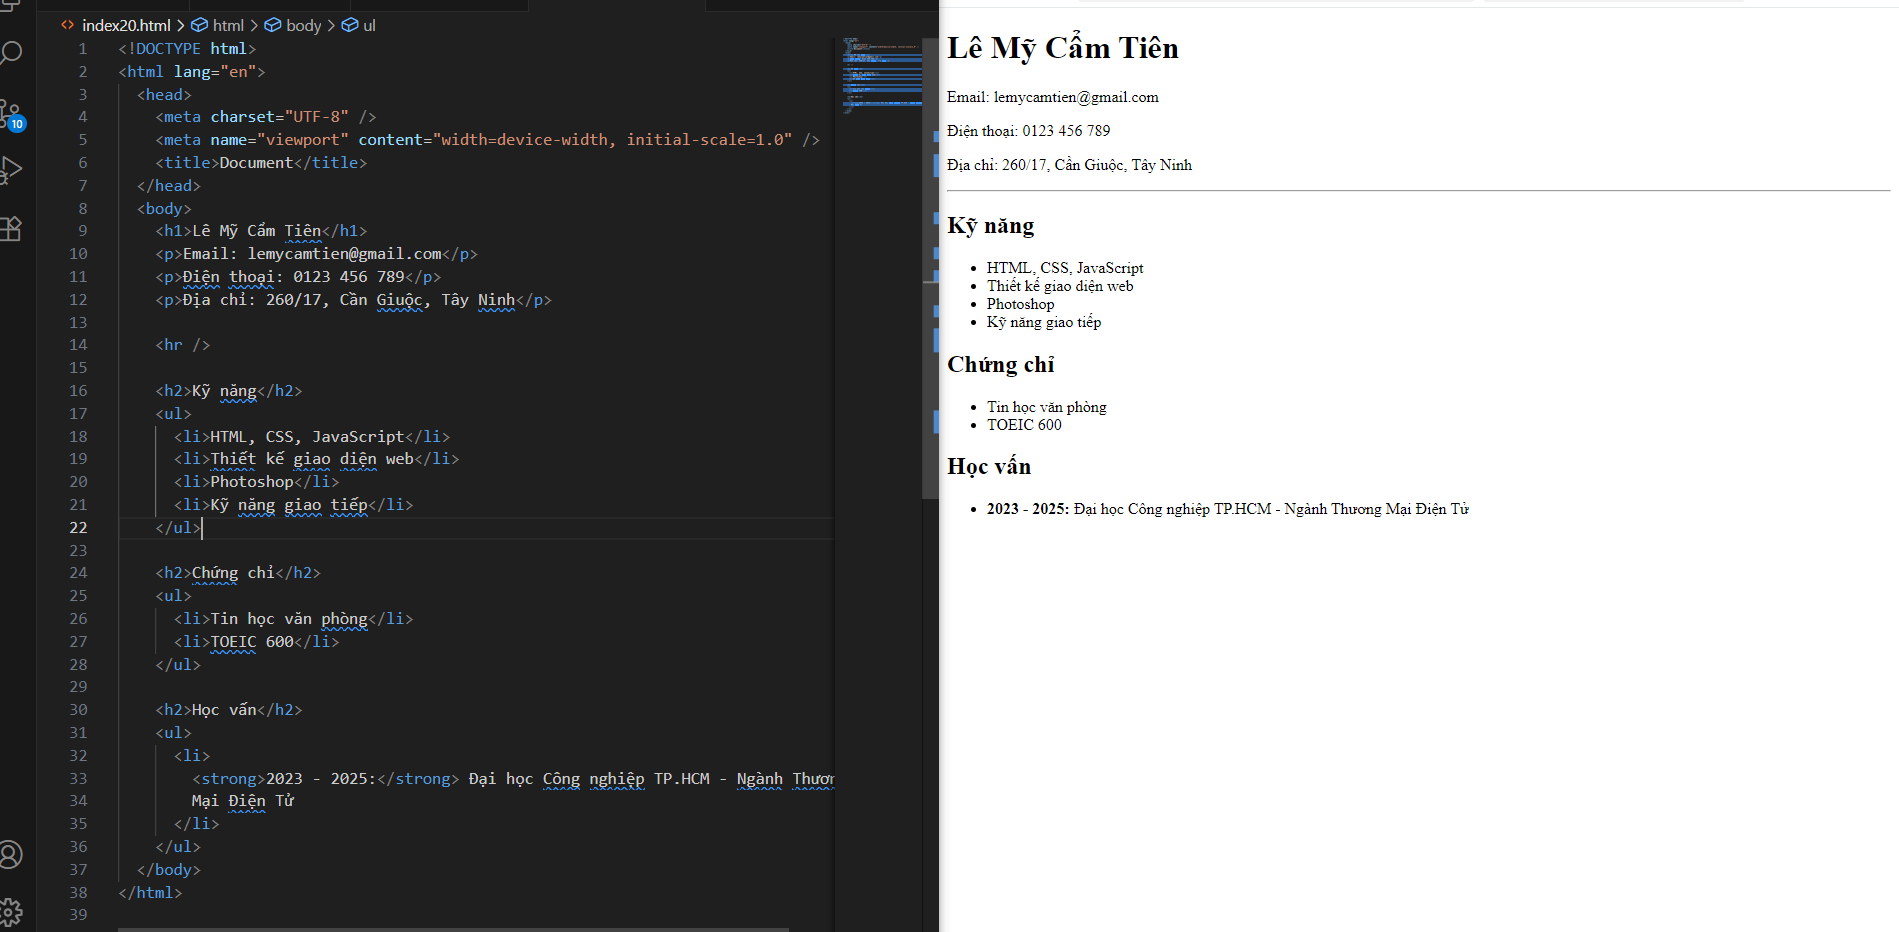 index20.html > html > body > ul
1 <!DOCTYPE html>
2 <html lang="en">
3 <head>
4 <meta charset="UTF-8" />
5 <meta name="viewport" content="width=device-width, initial-scale=1.0" />
6 <title>Document</title>
7 </head>
8 <body>
9 <h1>Lê Mỹ Cẩm Tiên</h1>
10 <p>Email: lemycamtien@gmail.com</p>
11 <p>Điện thoại: 0123 456 789</p>
12 <p>Địa chỉ: 260/17, Cần Giuộc, Tây Ninh</p>
13
14 <hr />
15
16 <h2>Kỹ năng</h2>
17 <ul>
18 <li>HTML, CSS, JavaScript</li>
19 <li>Thiết kế giao diện web</li>
20 <li>Photoshop</li>
21 <li>Kỹ năng giao tiếp</li>
22 </ul>
23
24 <h2>Chứng chỉ</h2>
25 <ul>
26 <li>Tin học văn phòng</li>
27 <li>TOEIC 600</li>
28 </ul>
29
30 <h2>Học vấn</h2>
31 <ul>
32 <li>
33 <strong>2023 - 2025:</strong> Đại học Công nghiệp TP.HCM - Ngành
34 Mại Điện Tử
35 </li>
36 </ul>
37 </body>
38 </html>
39
10
Lê Mỹ Cẩm Tiên
Email: lemycamtien@gmail.com
Điện thoại: 0123 456 789
Địa chỉ: 260/17, Cần Giuộc, Tây Ninh
Kỹ năng
• HTML, CSS, JavaScript
• Thiết kế giao diện web
• Photoshop
• Kỹ năng giao tiếp
Chứng chỉ
• Tin học văn phòng
• TOEIC 600
Học vấn
• 2023 - 2025: Đại học Công nghiệp TP.HCM - Ngành Thương Mại Điện Tử